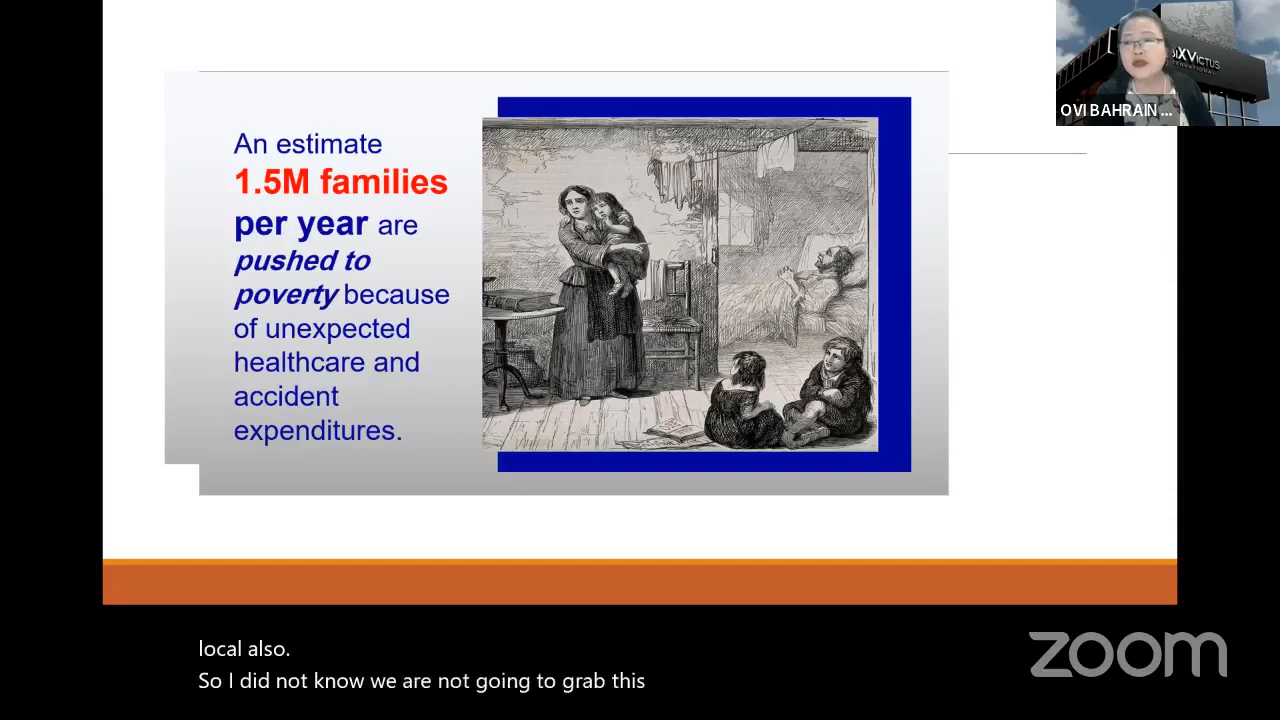 An estimate
1.5M families
per year are
pushed to
poverty because
of unexpected
healthcare and
accident
expenditures.
XVICTUS
OVI BAHRAIN ...
local also.
So I did not know we are not going to grab this
zoom